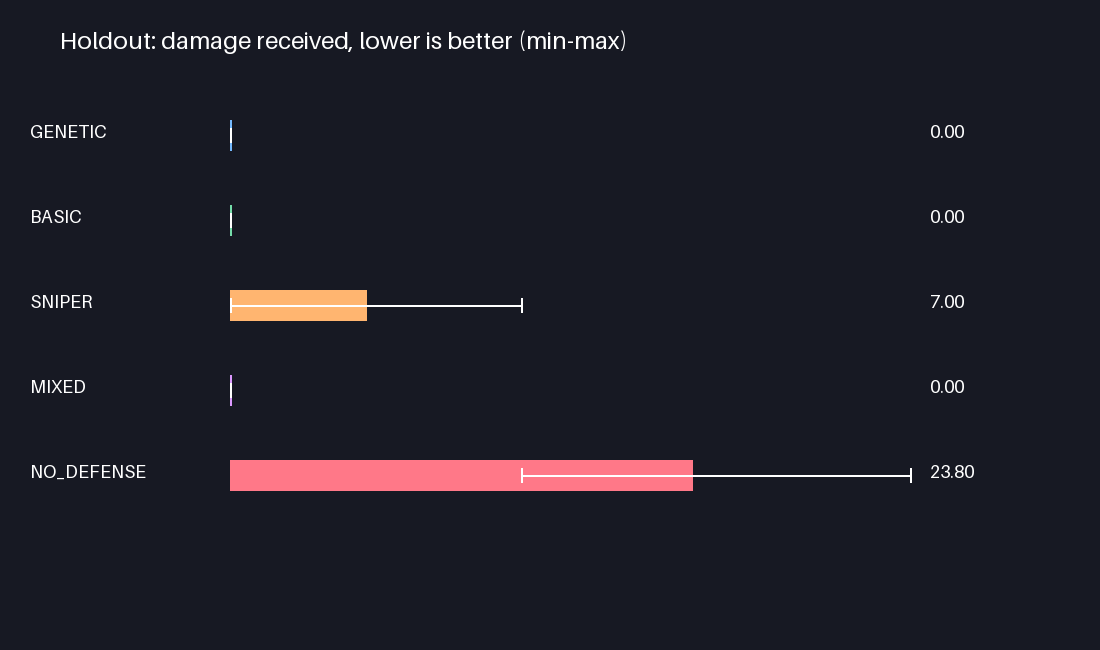 Holdout: damage received, lower is better (min-max)
GENETIC 0.00
BASIC 0.00
SNIPER 7.00
MIXED 0.00
NO_DEFENSE 23.80